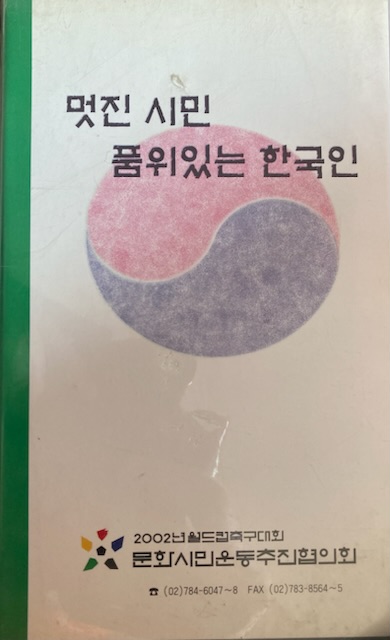 멋진 시민
품위있는 한국인
2002년 월드컵축구대회
문화시민운동추진협의회
☎ (02)784-6047~8 FAX (02)783-8564~5